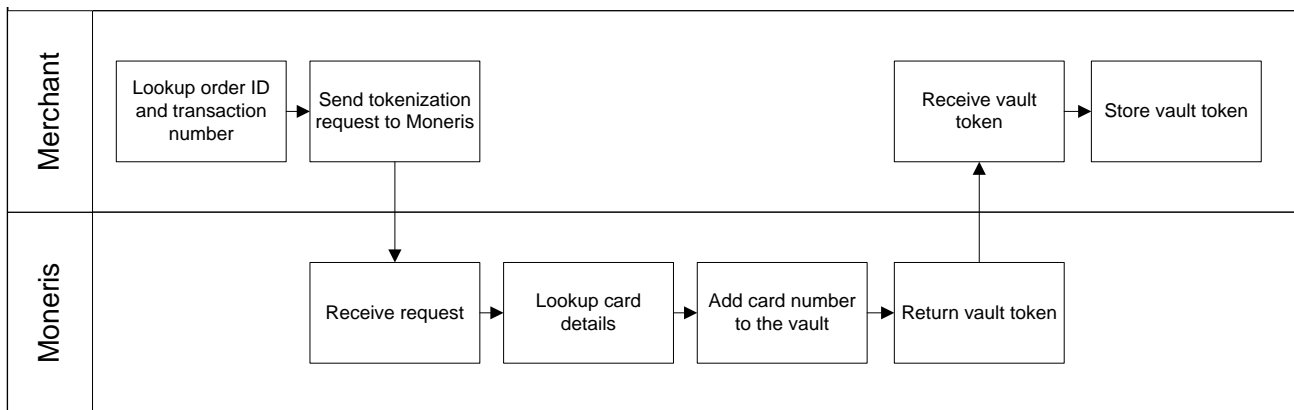 Merchant
Lookup order ID
and transaction
number
Send tokenization
request to Moneris
Receive vault
token
Store vault token
Moneris
Receive request
Lookup card
details
Add card number
to the vault
Return vault token